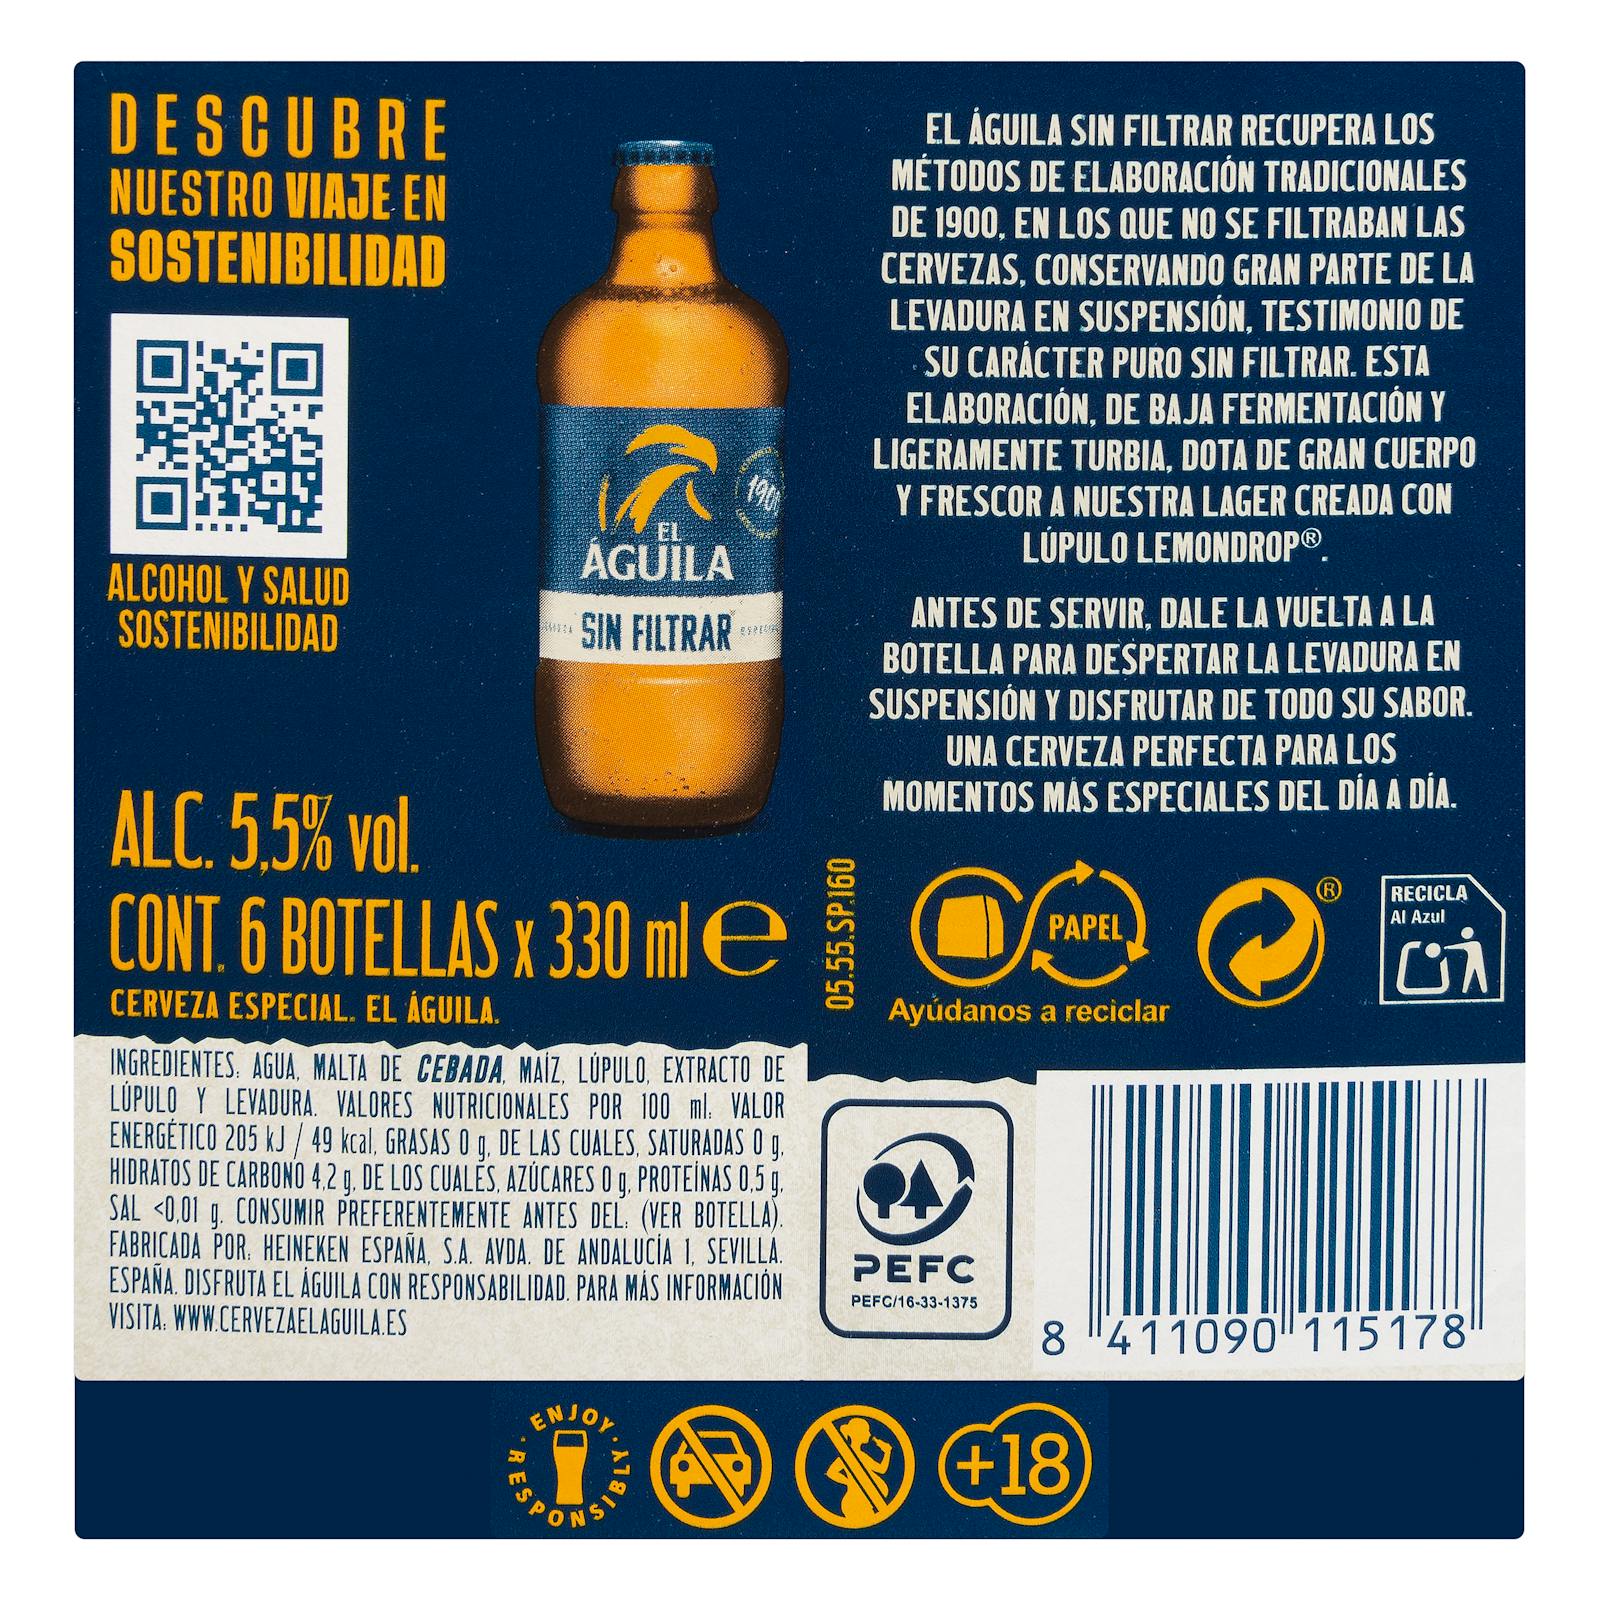 DESCUBRE
NUESTRO VIAJE EN
SOSTENIBILIDAD
ALCOHOL Y SALUD
SOSTENIBILIDAD
1900
EL
ÁGUILA
SIN FILTRAR
ALC. 5,5% vol.
CONT. 6 BOTELLAS x 330 ml e
CERVEZA ESPECIAL. EL ÁGUILA.
INGREDIENTES: AGUA, MALTA DE CEBADA, MAÍZ, LÚPULO, EXTRACTO DE
LÚPULO Y LEVADURA. VALORES NUTRICIONALES POR 100 ml: VALOR
ENERGÉTICO 205 kJ / 49 kcal, GRASAS 0 g, DE LAS CUALES, SATURADAS 0 g,
HIDRATOS DE CARBONO 4,2 g, DE LOS CUALES, AZÚCARES 0 g, PROTEÍNAS 0,5 g,
SAL <0,01 g. CONSUMIR PREFERENTEMENTE ANTES DEL: (VER BOTELLA).
FABRICADA POR: HEINEKEN ESPAÑA, S.A. AVDA. DE ANDALUCÍA 1, SEVILLA.
ESPAÑA. DISFRUTA EL ÁGUILA CON RESPONSABILIDAD. PARA MÁS INFORMACIÓN
VISITA: WWW.CERVEZAELAGUILA.ES
EL ÁGUILA SIN FILTRAR RECUPERA LOS
MÉTODOS DE ELABORACIÓN TRADICIONALES
DE 1900, EN LOS QUE NO SE FILTRABAN LAS
CERVEZAS, CONSERVANDO GRAN PARTE DE LA
LEVADURA EN SUSPENSIÓN, TESTIMONIO DE
SU CARÁCTER PURO SIN FILTRAR. ESTA
ELABORACIÓN, DE BAJA FERMENTACIÓN Y
LIGERAMENTE TURBIA, DOTA DE GRAN CUERPO
Y FRESCOR A NUESTRA LAGER CREADA CON
LÚPULO LEMONDROP®.
ANTES DE SERVIR, DALE LA VUELTA A LA
BOTELLA PARA DESPERTAR LA LEVADURA EN
SUSPENSIÓN Y DISFRUTAR DE TODO SU SABOR.
UNA CERVEZA PERFECTA PARA LOS
MOMENTOS MÁS ESPECIALES DEL DÍA A DÍA.
05.55.SP.160
PAPEL
Ayúdanos a reciclar
®
RECICLA
Al Azul
PEFC
PEFC/16-33-1375
8 411090 115178
ENJOY RESPONSIBLY
+18